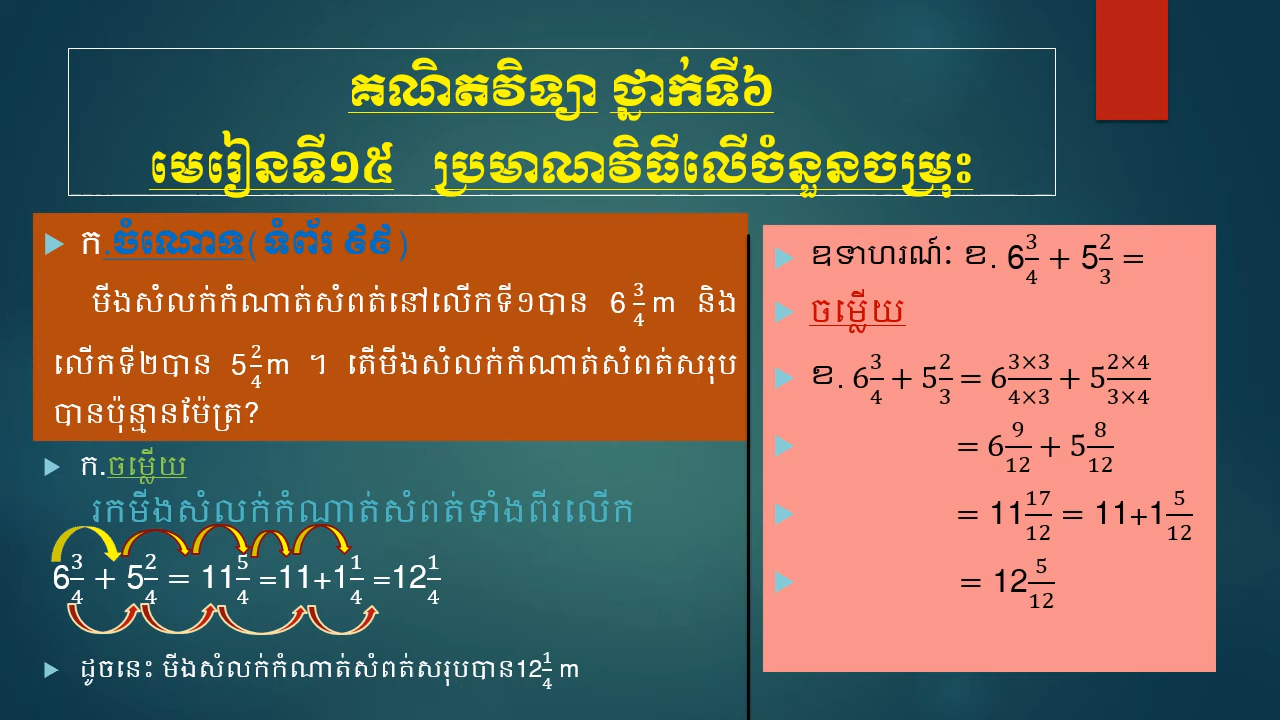 គណិតវិទ្យា ថ្នាក់ទី៦
មេរៀនទី១៥ ប្រមាណវិធីលើចំនួនចម្រុះ
ក.ចំណោទ(ទំព័រ ៩៩)
មីងសំលក់កំណាត់សំពត់នៅលើកទី១បាន 6 3/4 m និង
លើកទី២បាន 5 2/4 m ។ តើមីងសំលក់កំណាត់សំពត់សរុប
បានប៉ុន្មានម៉ែត្រ?
ក.ចម្លើយ
រកមីងសំលក់កំណាត់សំពត់ទាំងពីរលើក
6 3/4 + 5 2/4 = 11 5/4 =11+1 1/4 =12 1/4
ដូចនេះ មីងសំលក់កំណាត់សំពត់សរុបបាន12 1/4 m
ឧទាហរណ៍: ខ. 6 3/4 + 5 2/3 =
ចម្លើយ
ខ. 6 3/4 + 5 2/3 = 6 3×3/4×3 + 5 2×4/3×4
= 6 9/12 + 5 8/12
= 11 17/12 = 11+1 5/12
= 12 5/12